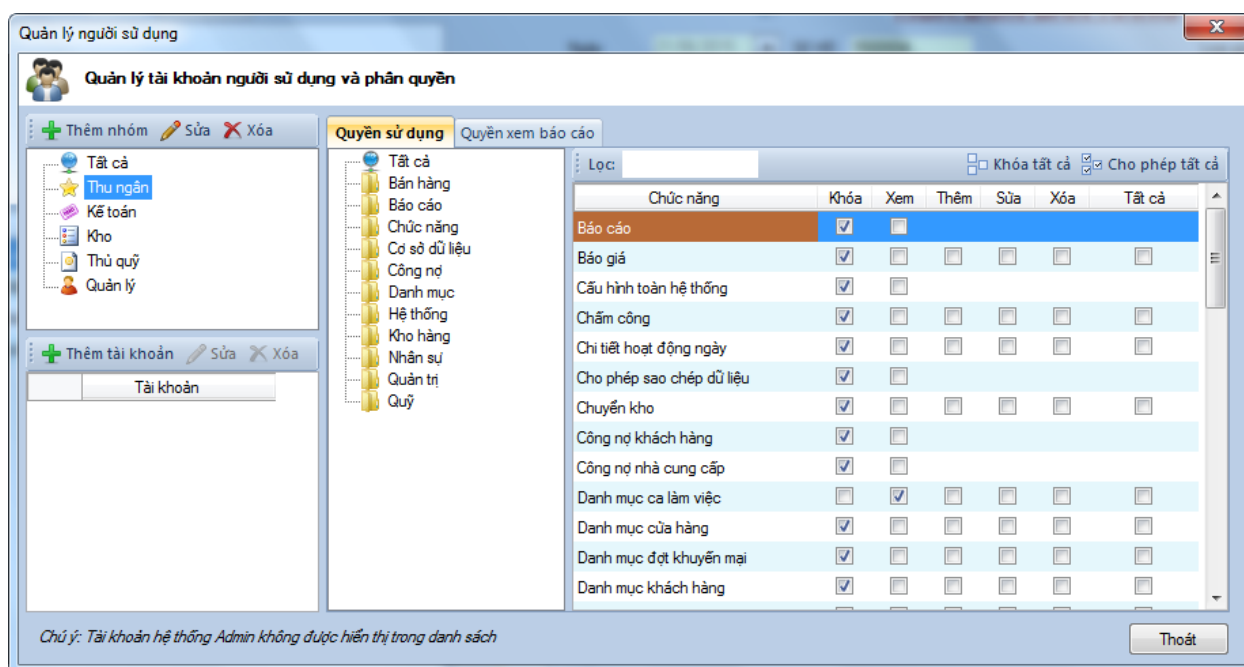 Quản lý người sử dụng
Quản lý tài khoản người sử dụng và phân quyền
Thêm nhóm Sửa Xóa
Tất cả
Thu ngân
Kế toán
Kho
Thủ quỹ
Quản lý
Thêm tài khoản Sửa Xóa
Tài khoản
Quyền sử dụng Quyền xem báo cáo
Tất cả
Bán hàng
Báo cáo
Chức năng
Cơ sở dữ liệu
Công nợ
Danh mục
Hệ thống
Kho hàng
Nhân sự
Quản trị
Quỹ
Lọc: Khóa tất cả Cho phép tất cả
Chức năng Khóa Xem Thêm Sửa Xóa Tất cả
Báo cáo
Báo giá
Cấu hình toàn hệ thống
Chấm công
Chi tiết hoạt động ngày
Cho phép sao chép dữ liệu
Chuyển kho
Công nợ khách hàng
Công nợ nhà cung cấp
Danh mục ca làm việc
Danh mục cửa hàng
Danh mục đợt khuyến mại
Danh mục khách hàng
Chú ý: Tài khoản hệ thống Admin không được hiển thị trong danh sách
Thoát